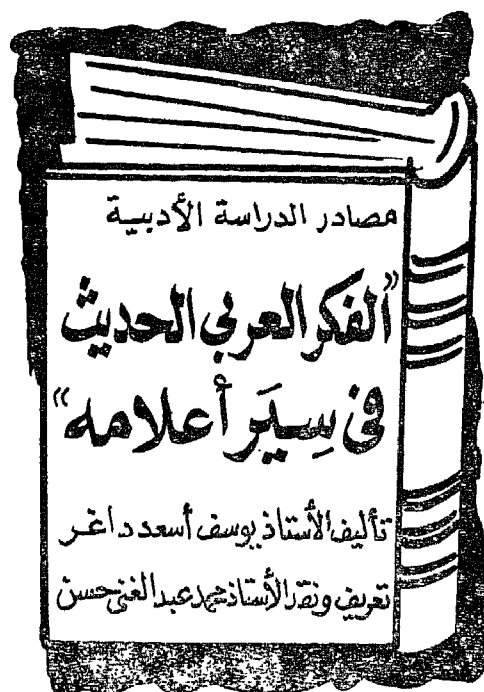 مصادر الدراسة الأدبية
"الفكر العربي الحديث
في سِيَر أعلامه"
تأليف الأستاذ يوسف أسعد داغر
تعريف ونقد الأستاذ محمد عبد الغني حسن